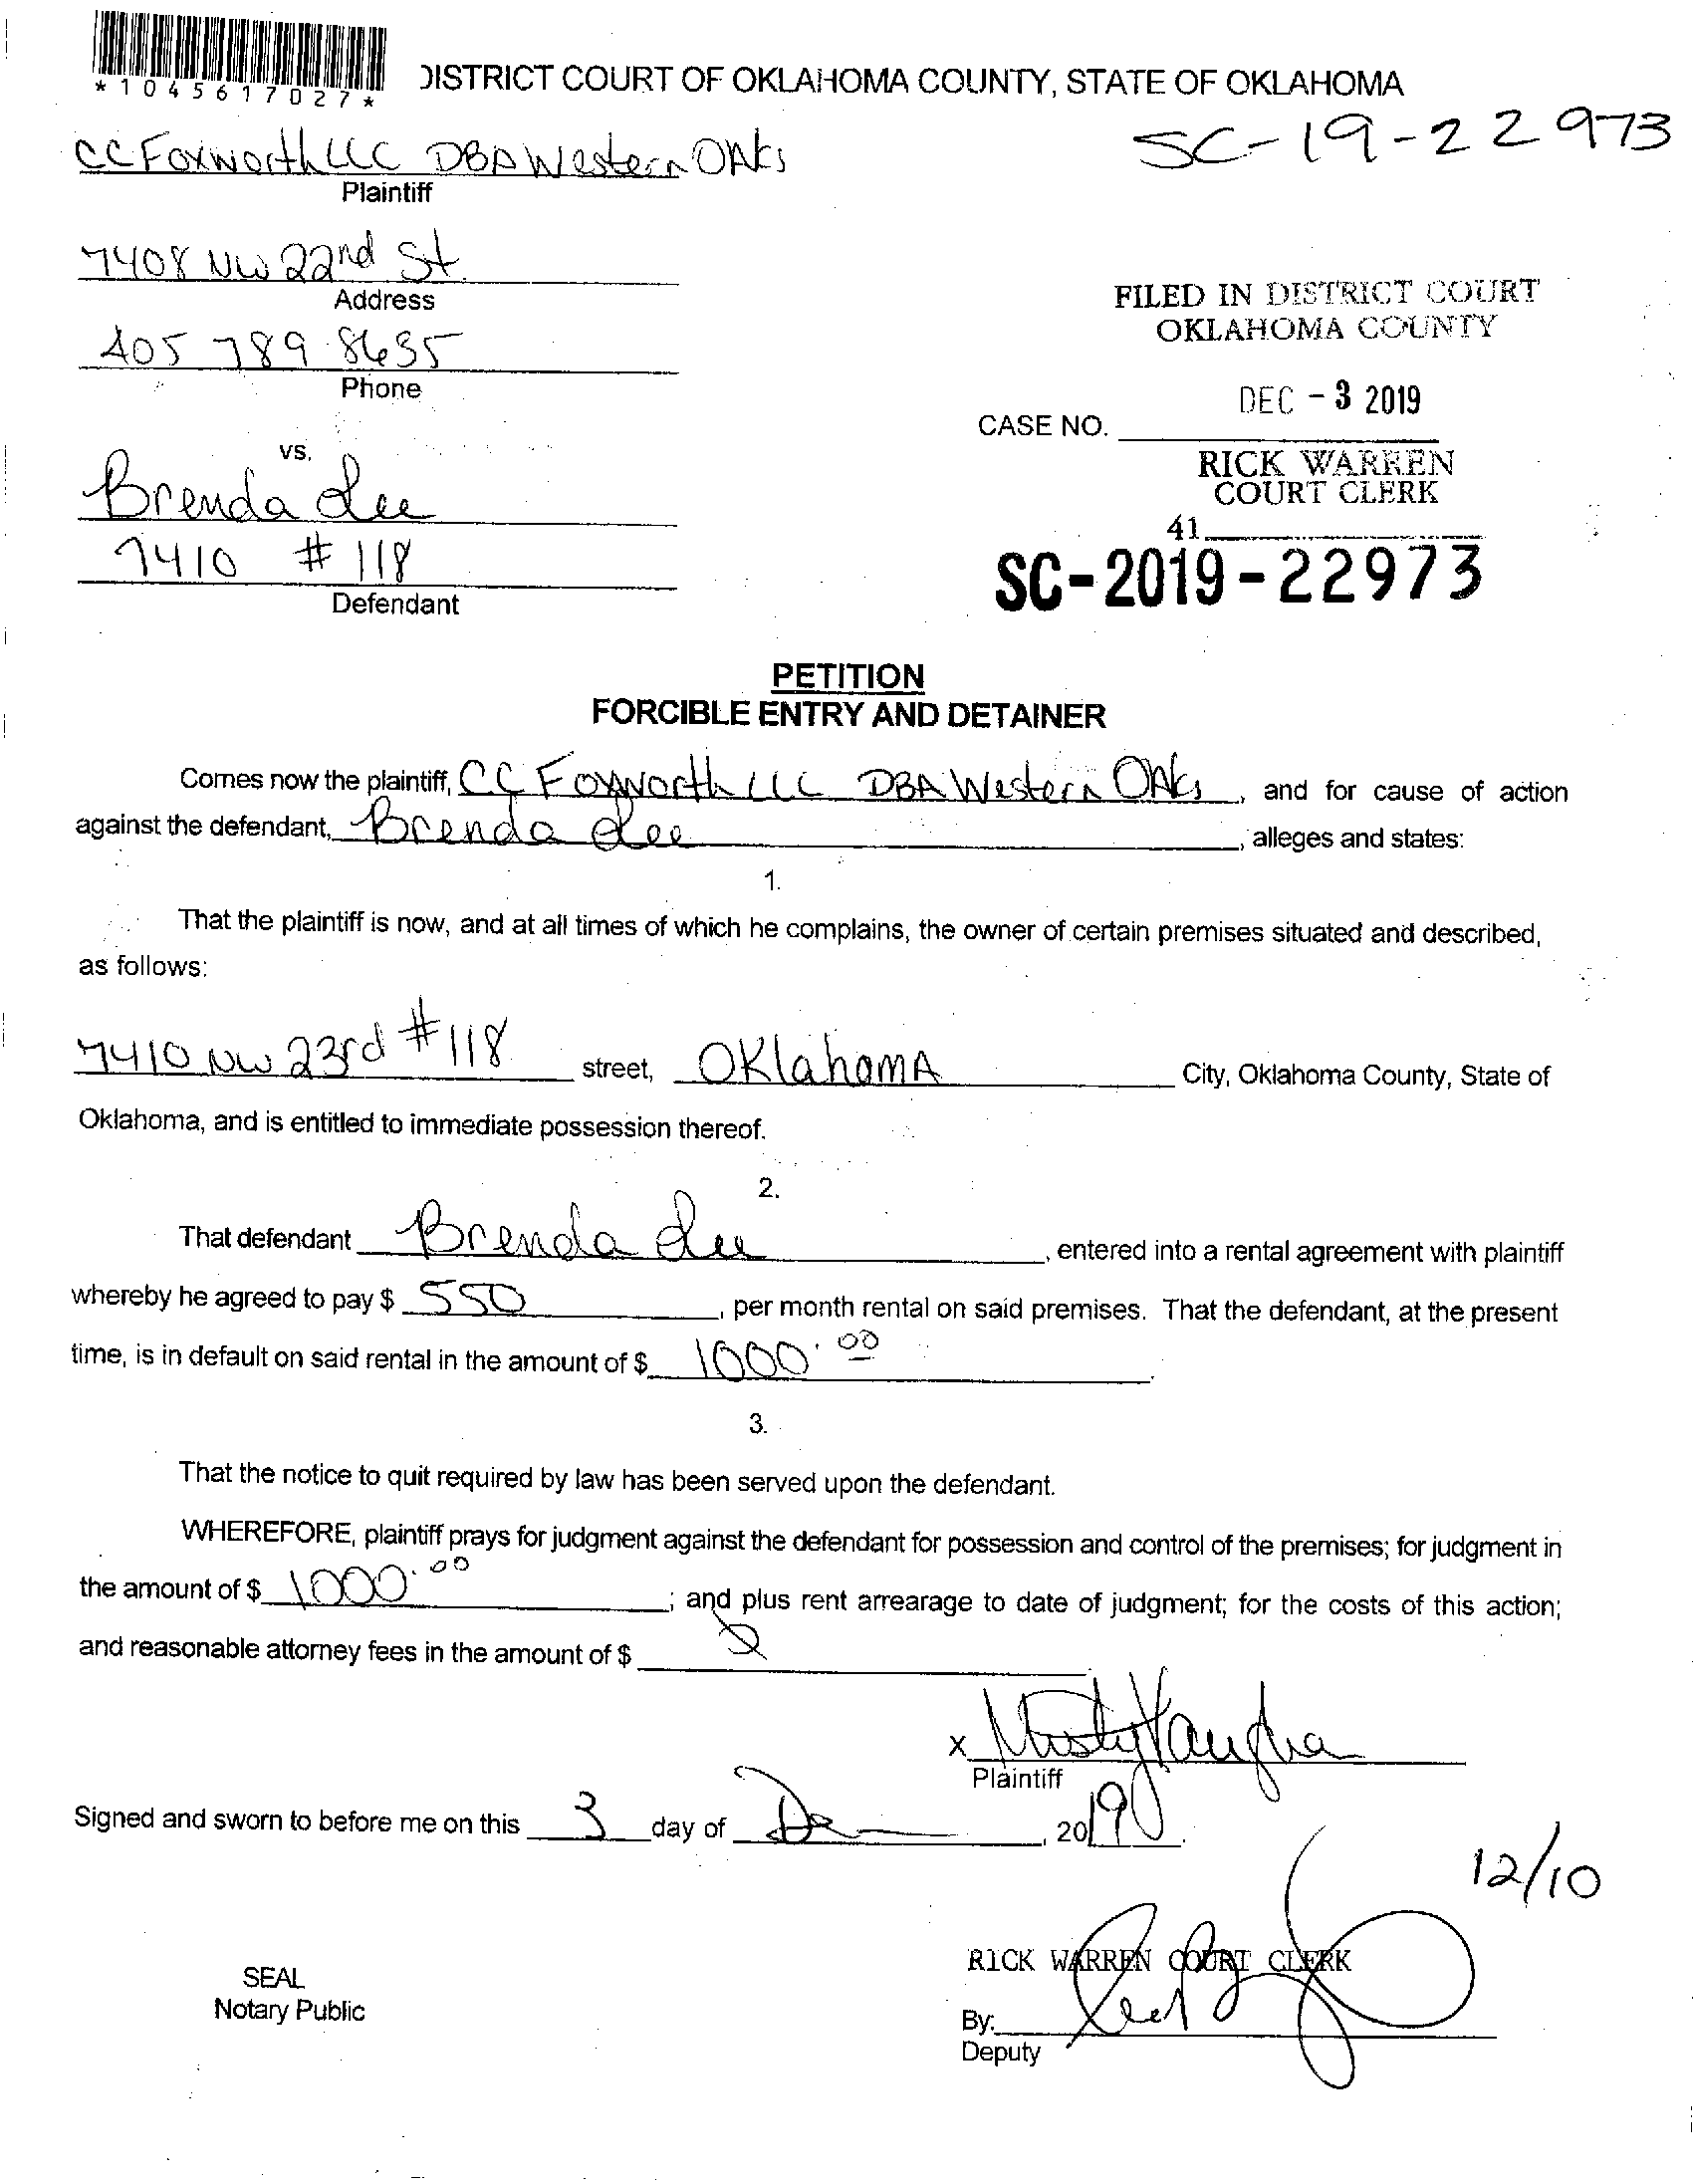 *1045617027*
DISTRICT COURT OF OKLAHOMA COUNTY, STATE OF OKLAHOMA
SC-19-22973
CC Foxworth LLC DBA Western OAks
Plaintiff
7408 NW 22nd St
Address
405 789 8635
Phone
vs.
Brenda Lee
7410 #118
Defendant
FILED IN DISTRICT COURT
OKLAHOMA COUNTY
DEC - 3 2019
CASE NO.
RICK WARREN
COURT CLERK
41
SC-2019-22973
PETITION
FORCIBLE ENTRY AND DETAINER
Comes now the plaintiff, CC Foxworth LLC DBA Western OAks, and for cause of action
against the defendant, Brenda Lee, alleges and states:
1.
That the plaintiff is now, and at all times of which he complains, the owner of certain premises situated and described,
as follows:
7410 NW 23rd #118 street, OKlahomA City, Oklahoma County, State of
Oklahoma, and is entitled to immediate possession thereof.
2.
That defendant Brenda Lee, entered into a rental agreement with plaintiff
whereby he agreed to pay $ 550, per month rental on said premises. That the defendant, at the present
time, is in default on said rental in the amount of $ 1000.00.
3.
That the notice to quit required by law has been served upon the defendant.
WHEREFORE, plaintiff prays for judgment against the defendant for possession and control of the premises; for judgment in
the amount of $ 1000.00; and plus rent arrearage to date of judgment; for the costs of this action;
and reasonable attorney fees in the amount of $
x Misty Vaughn
Plaintiff
Signed and sworn to before me on this 3 day of De, 2019.
12/10
SEAL
Notary Public
RICK WARREN COURT CLERK
By:
Deputy